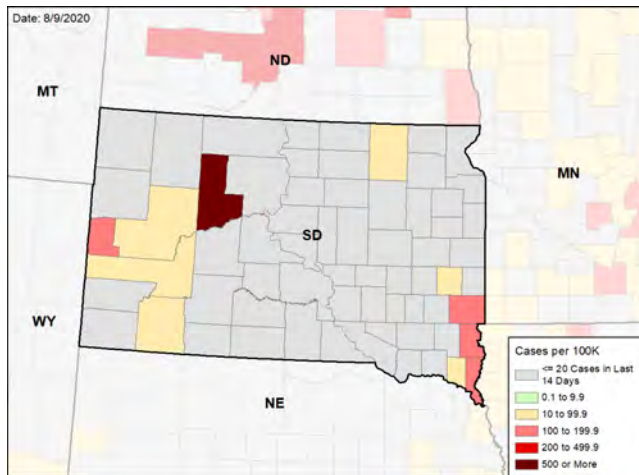 Date: 8/9/2020
ND
MT
MN
SD
WY
NE
Cases per 100K
<= 20 Cases in Last
14 Days
0.1 to 9.9
10 to 99.9
100 to 199.9
200 to 499.9
500 or More